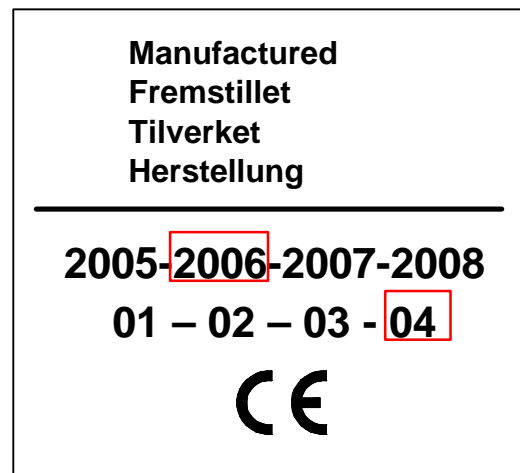 Manufactured
Fremstillet
Tilverket
Herstellung
2005-2006-2007-2008
01 – 02 – 03 - 04
CE